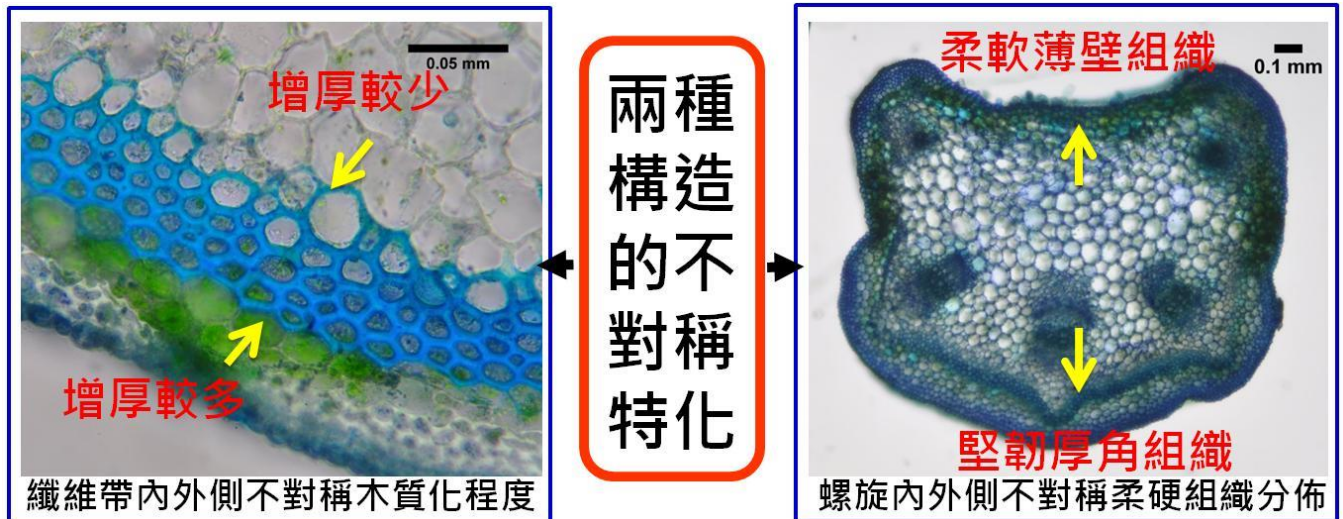 0.05 mm
增厚較少
增厚較多
纖維帶內外側不對稱木質化程度
兩種
構造
的不
對稱
特化
柔軟薄壁組織
0.1 mm
堅韌厚角組織
螺旋內外側不對稱柔硬組織分佈